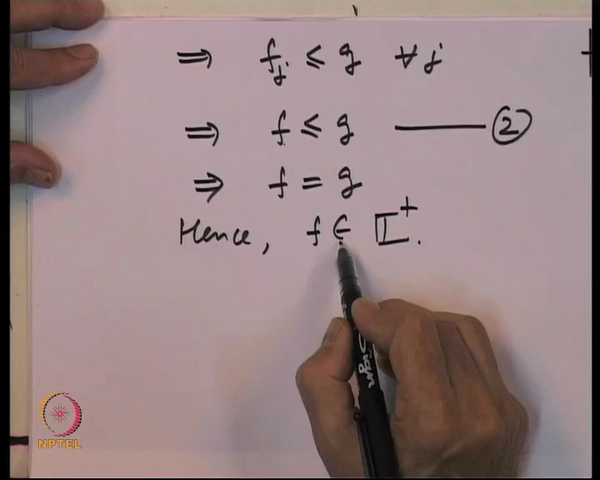 ⇒ f_j ≤ g ∀ j
⇒ f ≤ g —— ②
⇒ f = g
Hence, f ∈ 𝕃⁺.
NPTEL